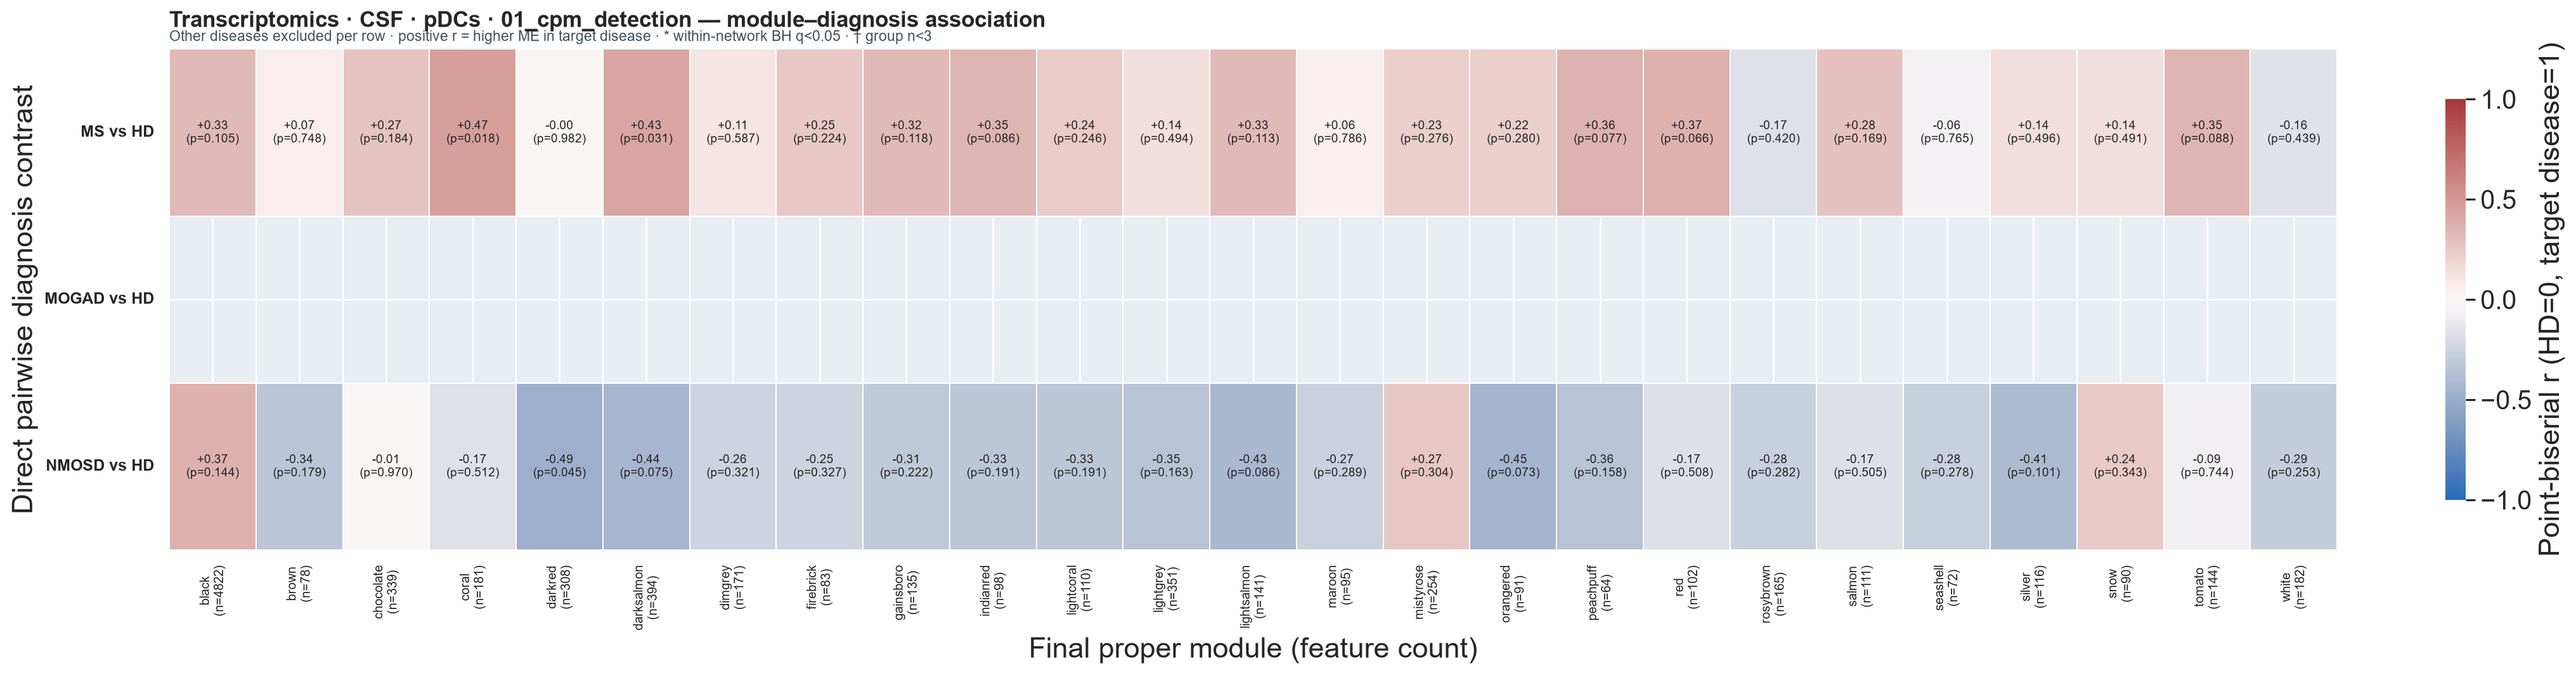 Transcriptomics · CSF · pDCs · 01_cpm_detection — module–diagnosis association
Other diseases excluded per row · positive r = higher ME in target disease · * within-network BH q<0.05 · † group n<3
Direct pairwise diagnosis contrast
MS vs HD
+0.33 +0.07 +0.27 +0.47 -0.00 +0.43 +0.11 +0.25 +0.32 +0.35 +0.24 +0.14 +0.33 +0.06 +0.23 +0.22 +0.36 +0.37 -0.17 +0.28 -0.06 +0.14 +0.14 +0.35 -0.16
(p=0.105) (p=0.748) (p=0.184) (p=0.018) (p=0.982) (p=0.031) (p=0.587) (p=0.224) (p=0.118) (p=0.086) (p=0.246) (p=0.494) (p=0.113) (p=0.786) (p=0.276) (p=0.280) (p=0.077) (p=0.066) (p=0.420) (p=0.169) (p=0.765) (p=0.496) (p=0.491) (p=0.088) (p=0.439)
MOGAD vs HD
NMOSD vs HD
+0.37 -0.34 -0.01 -0.17 -0.49 -0.44 -0.26 -0.25 -0.31 -0.33 -0.33 -0.35 -0.43 -0.27 +0.27 -0.45 -0.36 -0.17 -0.28 -0.17 -0.28 -0.41 +0.24 -0.09 -0.29
(p=0.144) (p=0.179) (p=0.970) (p=0.512) (p=0.045) (p=0.075) (p=0.321) (p=0.327) (p=0.222) (p=0.191) (p=0.191) (p=0.163) (p=0.086) (p=0.289) (p=0.304) (p=0.073) (p=0.158) (p=0.508) (p=0.282) (p=0.505) (p=0.278) (p=0.101) (p=0.343) (p=0.744) (p=0.253)
black
(n=4822)
brown
(n=78)
chocolate
(n=339)
coral
(n=181)
darkred
(n=308)
darksalmon
(n=394)
dimgrey
(n=171)
firebrick
(n=83)
gainsboro
(n=135)
indianred
(n=98)
lightcoral
(n=110)
lightgrey
(n=351)
lightsalmon
(n=141)
maroon
(n=95)
mistyrose
(n=254)
orangered
(n=91)
peachpuff
(n=64)
red
(n=102)
rosybrown
(n=165)
salmon
(n=111)
seashell
(n=72)
silver
(n=116)
snow
(n=90)
tomato
(n=144)
white
(n=182)
Final proper module (feature count)
1.0
0.5
0.0
−0.5
−1.0
Point-biserial r (HD=0, target disease=1)